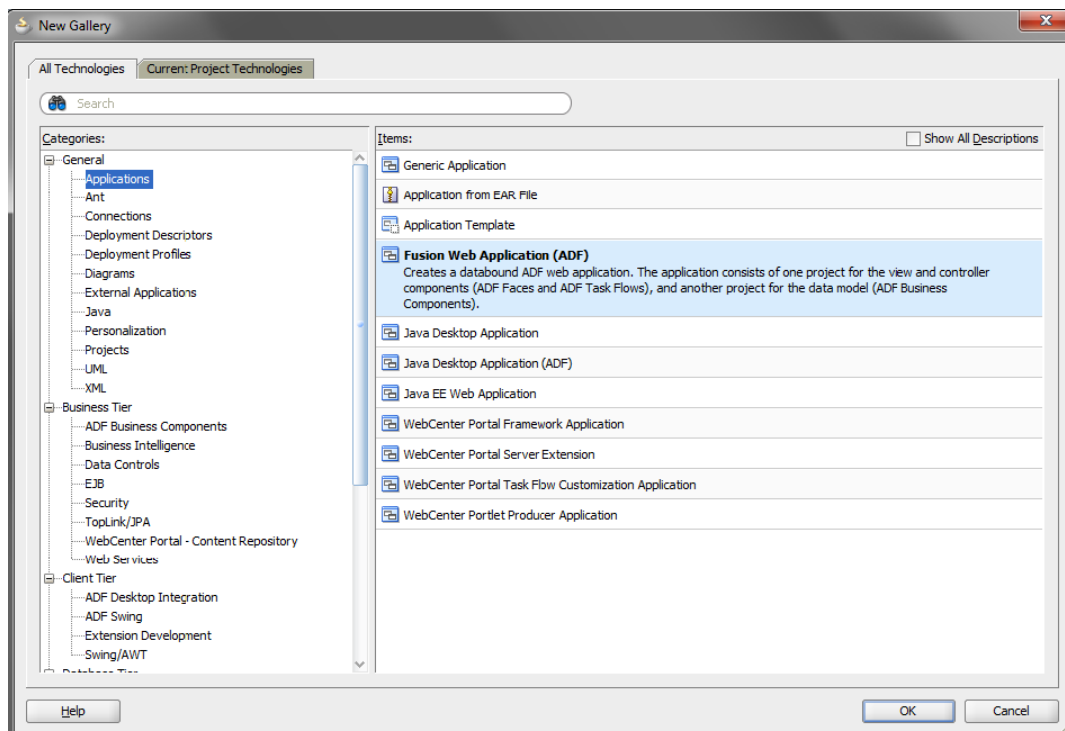 New Gallery
All Technologies
Current Project Technologies
Search
Categories:
General
Applications
Ant
Connections
Deployment Descriptors
Deployment Profiles
Diagrams
External Applications
Java
Personalization
Projects
UML
XML
Business Tier
ADF Business Components
Business Intelligence
Data Controls
EJB
Security
TopLink/JPA
WebCenter Portal - Content Repository
Web Services
Client Tier
ADF Desktop Integration
ADF Swing
Extension Development
Swing/AWT
Database Tier
Items:
Show All Descriptions
Generic Application
Application from EAR File
Application Template
Fusion Web Application (ADF)
Creates a databound ADF web application. The application consists of one project for the view and controller
components (ADF Faces and ADF Task Flows), and another project for the data model (ADF Business
Components).
Java Desktop Application
Java Desktop Application (ADF)
Java EE Web Application
WebCenter Portal Framework Application
WebCenter Portal Server Extension
WebCenter Portal Task Flow Customization Application
WebCenter Portlet Producer Application
Help
OK
Cancel